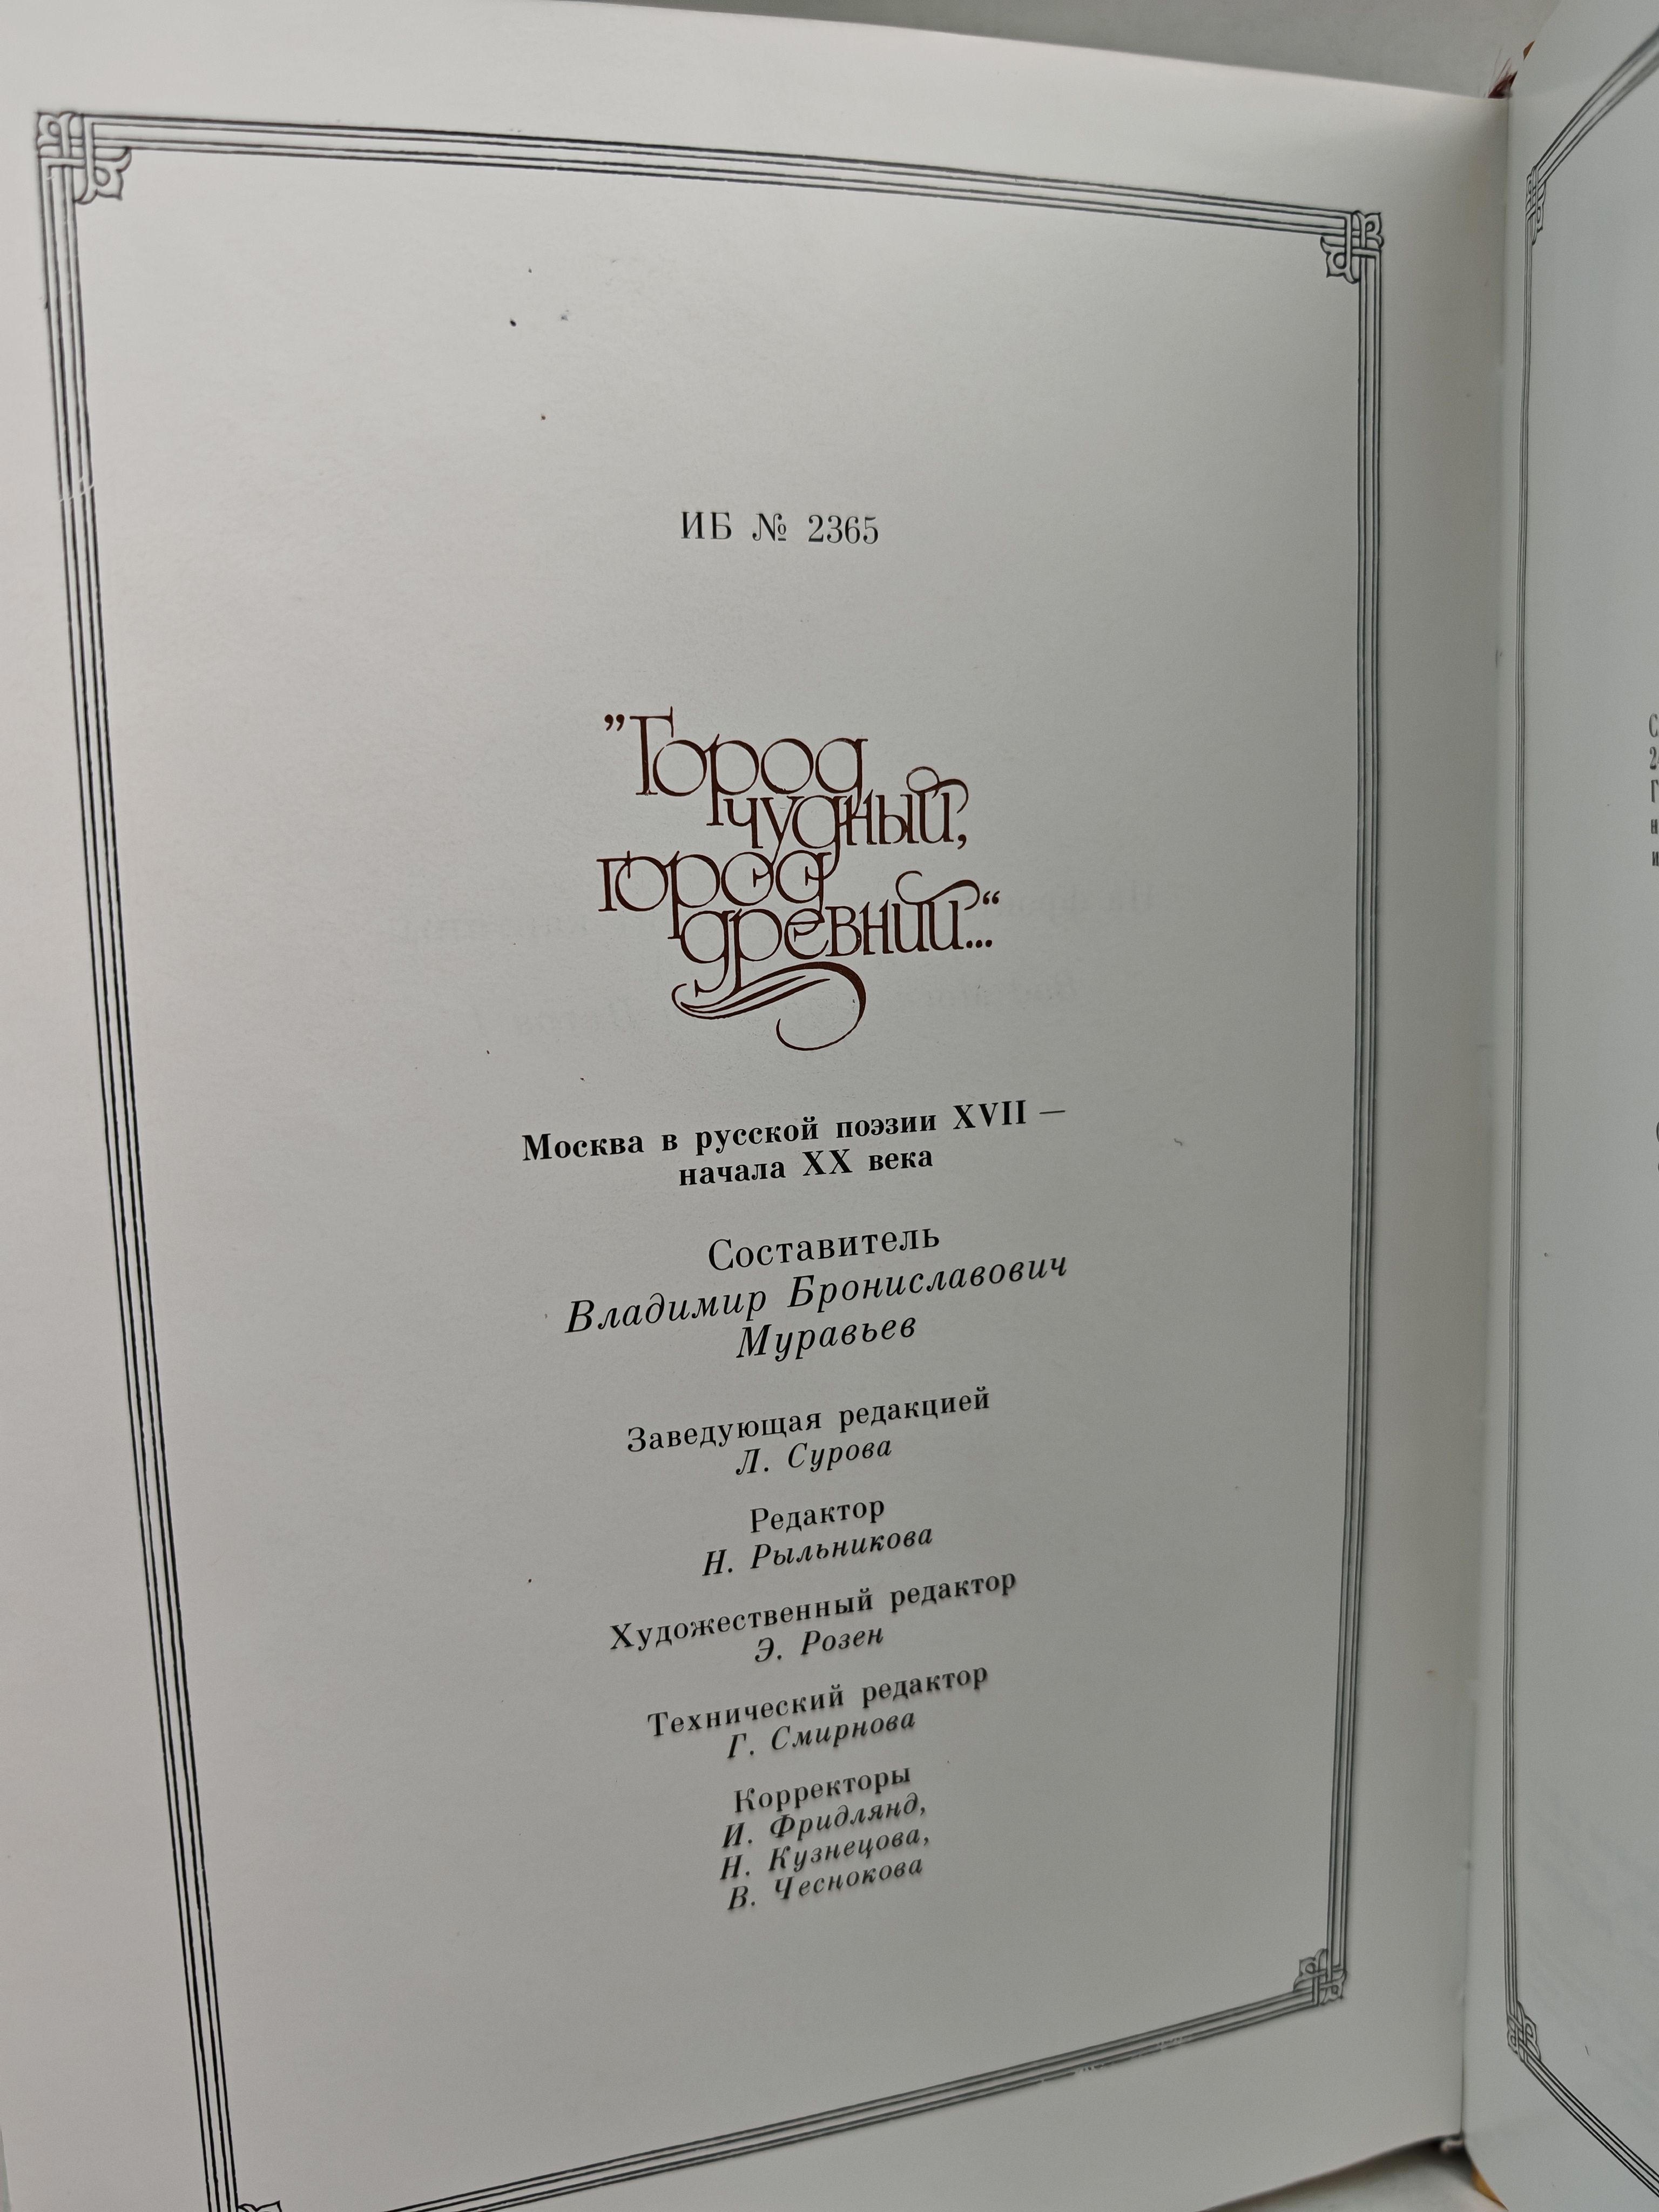 ИБ № 2365
”Город
чудный,
город
древний...“
Москва в русской поэзии XVII —
начала XX века
Составитель
Владимир Брониславович
Муравьев
Заведующая редакцией
Л. Сурова
Редактор
Н. Рыльникова
Художественный редактор
Э. Розен
Технический редактор
Г. Смирнова
Корректоры
И. Фридлянд,
Н. Кузнецова,
В. Чеснокова